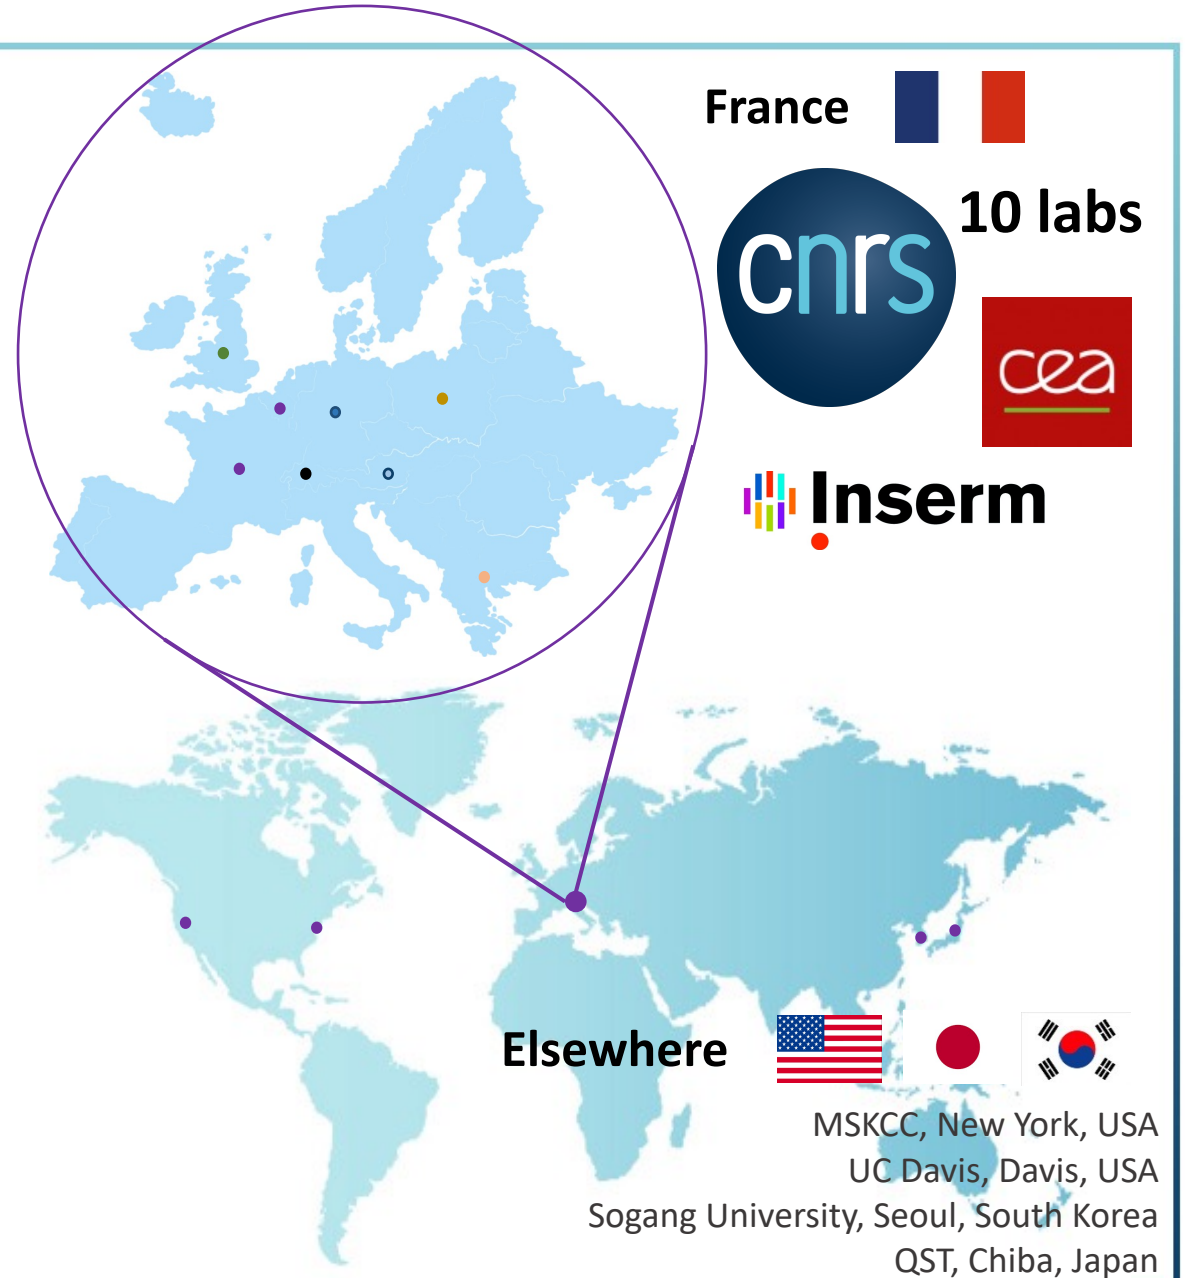 France
cnrs
10 labs
cea
Inserm
Elsewhere
MSKCC, New York, USA
UC Davis, Davis, USA
Sogang University, Seoul, South Korea
QST, Chiba, Japan